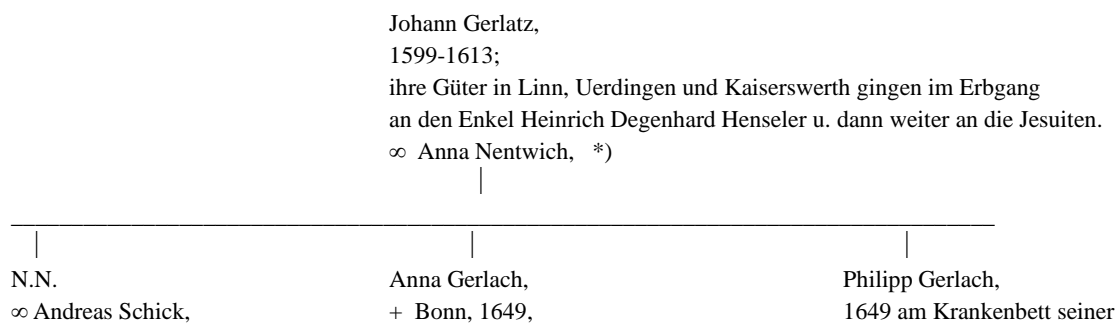 Johann Gerlatz,
1599-1613;
ihre Güter in Linn, Uerdingen und Kaiserswerth gingen im Erbgang
an den Enkel Heinrich Degenhard Henseler u. dann weiter an die Jesuiten.
∞ Anna Nentwich, *)
N.N. Anna Gerlach, Philipp Gerlach,
∞ Andreas Schick, + Bonn, 1649, 1649 am Krankenbett seiner